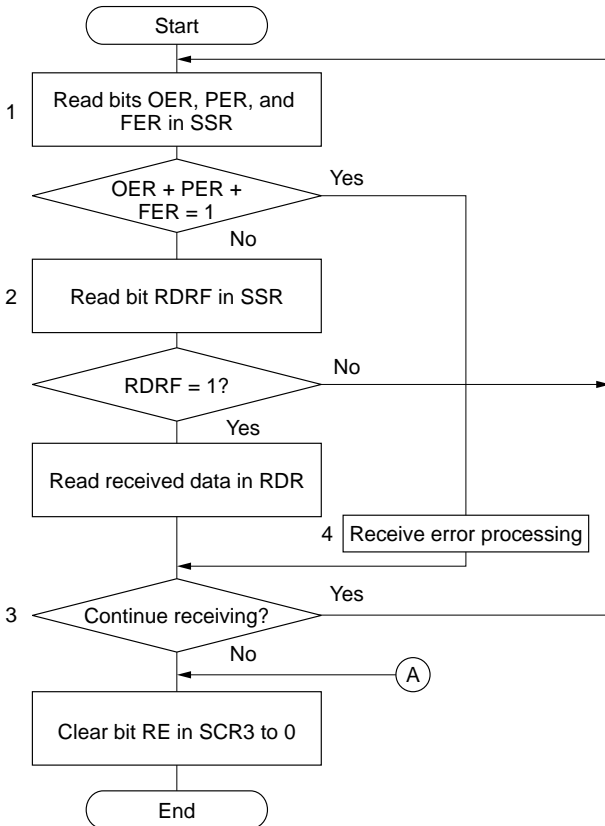 Start
1
Read bits OER, PER, and
FER in SSR
OER + PER +
FER = 1
Yes
No
2
Read bit RDRF in SSR
RDRF = 1?
No
Yes
Read received data in RDR
4
Receive error processing
3
Continue receiving?
Yes
No
A
Clear bit RE in SCR3 to 0
End